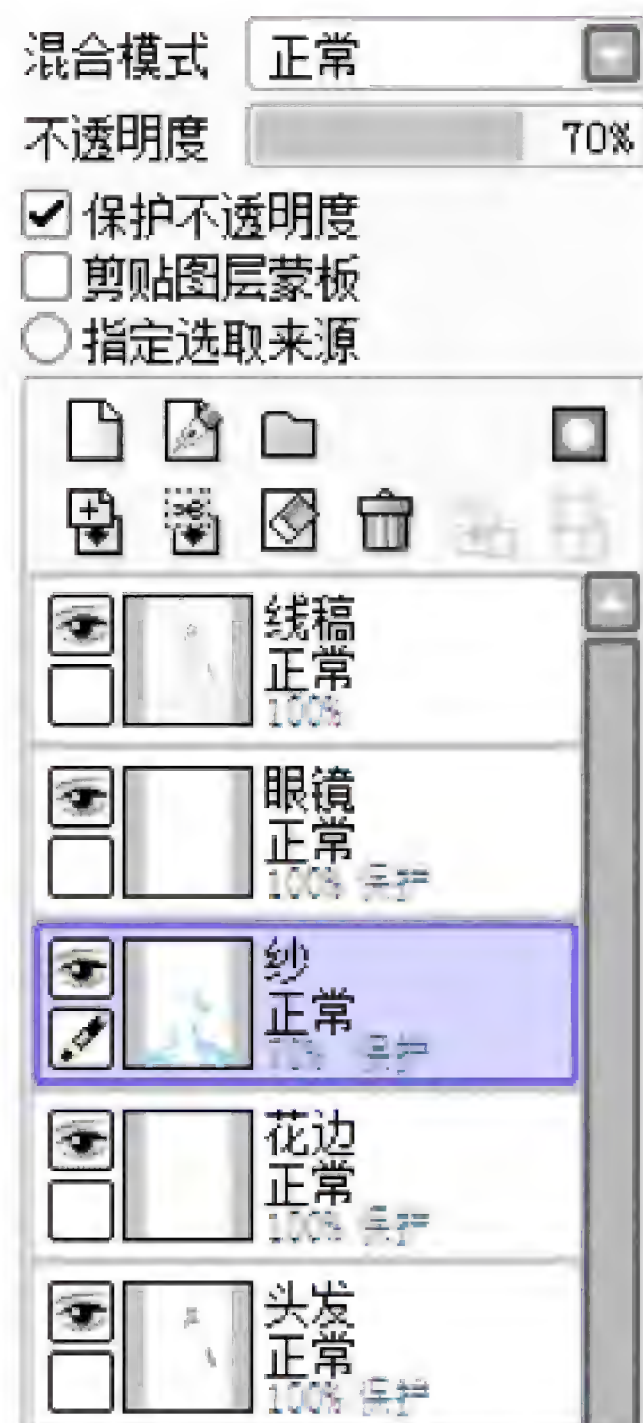 混合模式 正常
不透明度 70%
保护不透明度
剪贴图层蒙板
指定选取来源
线稿
正常
100%
眼镜
正常
100% 保护
纱
正常
70% 保护
花边
正常
100% 保护
头发
正常
100% 保护